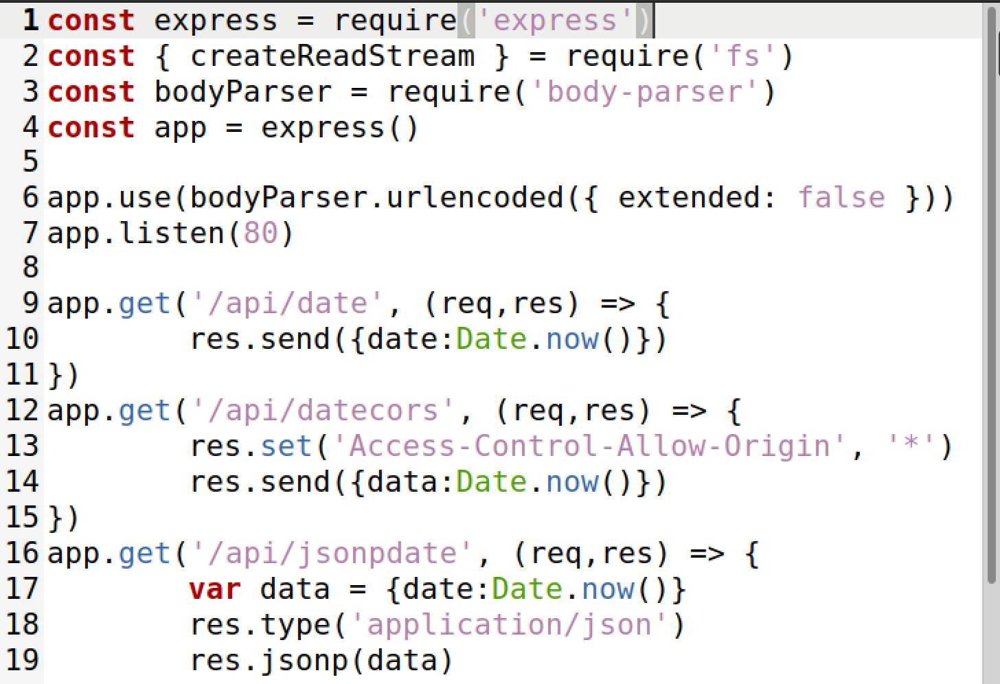 1 const express = require('express')
2 const { createReadStream } = require('fs')
3 const bodyParser = require('body-parser')
4 const app = express()
5
6 app.use(bodyParser.urlencoded({ extended: false }))
7 app.listen(80)
8
9 app.get('/api/date', (req,res) => {
10         res.send({date:Date.now()})
11 })
12 app.get('/api/datecors', (req,res) => {
13         res.set('Access-Control-Allow-Origin', '*')
14         res.send({data:Date.now()})
15 })
16 app.get('/api/jsonpdate', (req,res) => {
17         var data = {date:Date.now()}
18         res.type('application/json')
19         res.jsonp(data)